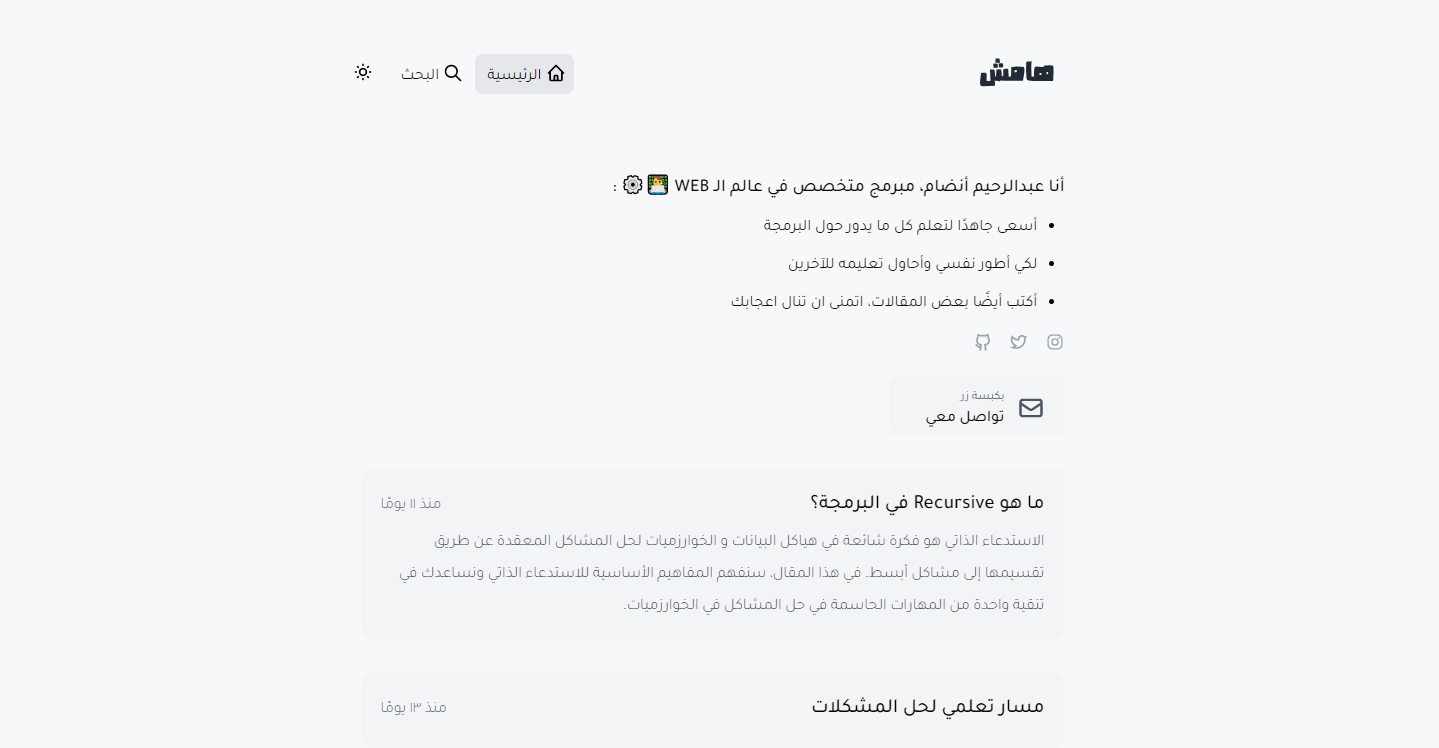 هامش
الرئيسية
البحث
أنا عبدالرحيم أنضام، مبرمج متخصص في عالم الـ WEB 👨‍💻 ⚙️ :
أسعى جاهدًا لتعلم كل ما يدور حول البرمجة
لكي أطور نفسي وأحاول تعليمه للآخرين
أكتب أيضًا بعض المقالات، اتمنى ان تنال اعجابك
بكبسة زر
تواصل معي
ما هو Recursive في البرمجة؟
منذ ١١ يومًا
الاستدعاء الذاتي هو فكرة شائعة في هياكل البيانات و الخوارزميات لحل المشاكل المعقدة عن طريق
تقسيمها إلى مشاكل أبسط. في هذا المقال، سنفهم المفاهيم الأساسية للاستدعاء الذاتي ونساعدك في
تنقية واحدة من المهارات الحاسمة في حل المشاكل في الخوارزميات.
مسار تعلمي لحل المشكلات
منذ ١٣ يومًا